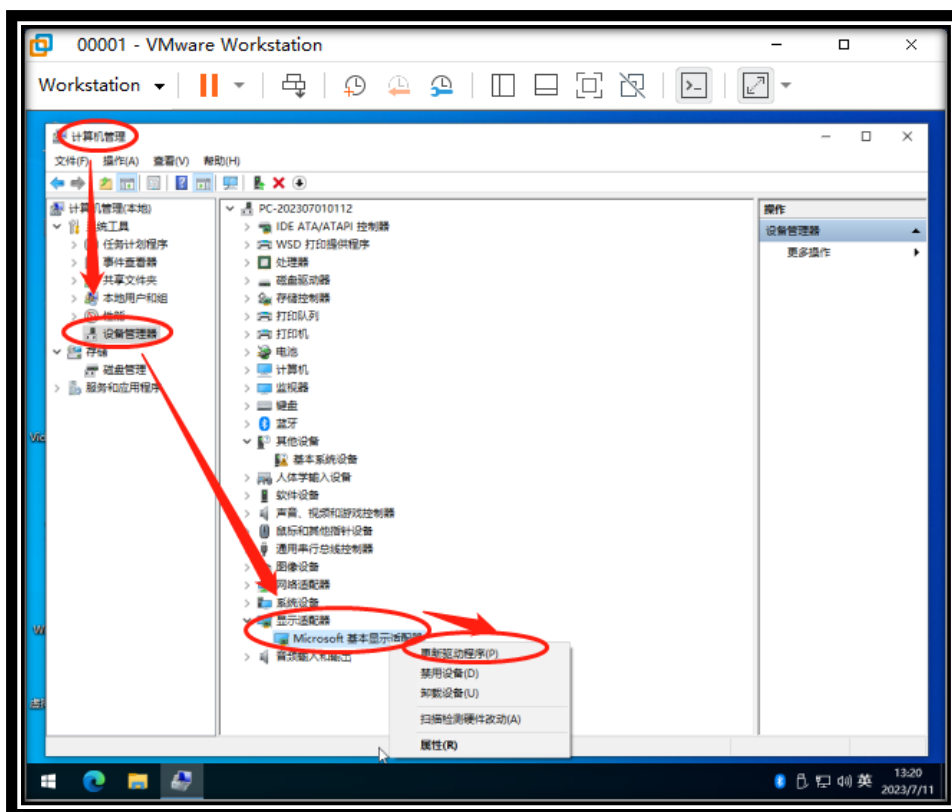 00001 - VMware Workstation
Workstation
计算机管理
文件(F) 操作(A) 查看(V) 帮助(H)
计算机管理(本地)
系统工具
任务计划程序
事件查看器
共享文件夹
本地用户和组
性能
设备管理器
存储
磁盘管理
服务和应用程序
PC-202307010112
IDE ATA/ATAPI 控制器
WSD 打印提供程序
处理器
磁盘驱动器
存储控制器
打印队列
打印机
电池
计算机
监视器
键盘
蓝牙
其他设备
基本系统设备
人体学输入设备
软件设备
声音、视频和游戏控制器
鼠标和其他指针设备
通用串行总线控制器
图像设备
网络适配器
系统设备
显示适配器
Microsoft 基本显示适配器
音频输入和输出
更新驱动程序(P)
禁用设备(D)
卸载设备(U)
扫描检测硬件改动(A)
属性(R)
操作
设备管理器
更多操作
Vic
英
13:20
2023/7/11